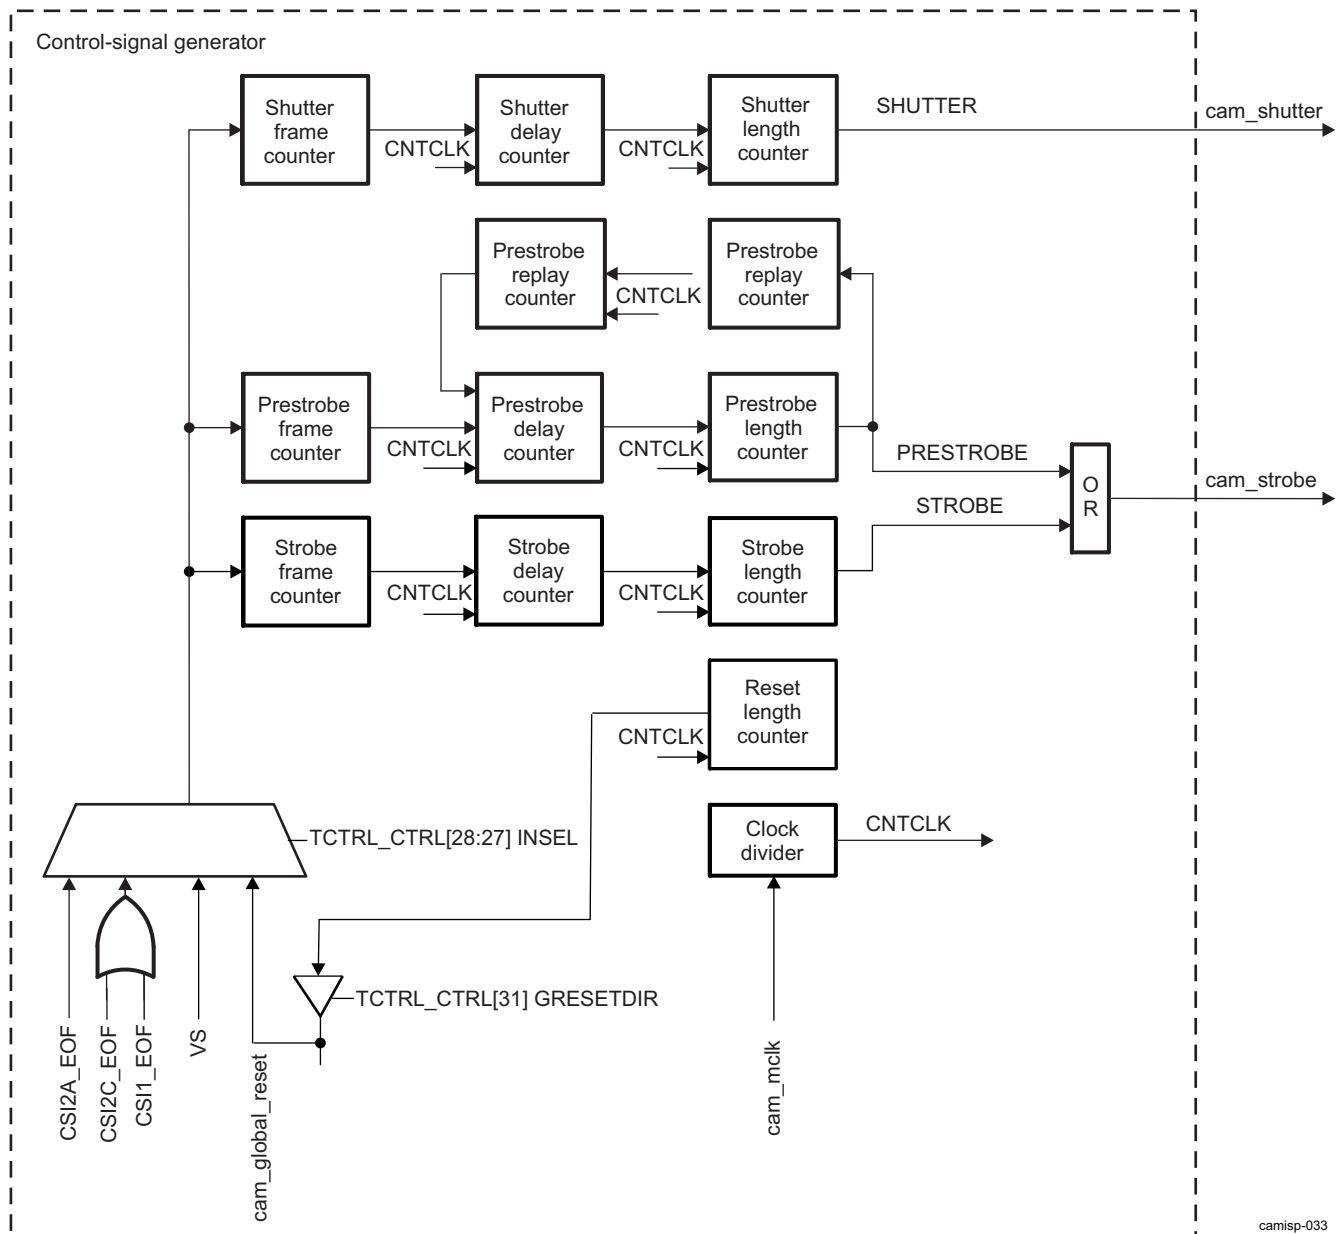 Control-signal generator
Shutter
frame
counter
CNTCLK
Shutter
delay
counter
CNTCLK
Shutter
length
counter
SHUTTER
cam_shutter
Prestrobe
replay
counter
CNTCLK
Prestrobe
replay
counter
Prestrobe
frame
counter
CNTCLK
Prestrobe
delay
counter
CNTCLK
Prestrobe
length
counter
PRESTROBE
STROBE
O
R
cam_strobe
Strobe
frame
counter
CNTCLK
Strobe
delay
counter
CNTCLK
Strobe
length
counter
Reset
length
counter
CNTCLK
TCTRL_CTRL[28:27] INSEL
Clock
divider
CNTCLK
TCTRL_CTRL[31] GRESETDIR
CSI2A_EOF
CSI2C_EOF
CSI1_EOF
VS
cam_global_reset
cam_mclk
camisp-033